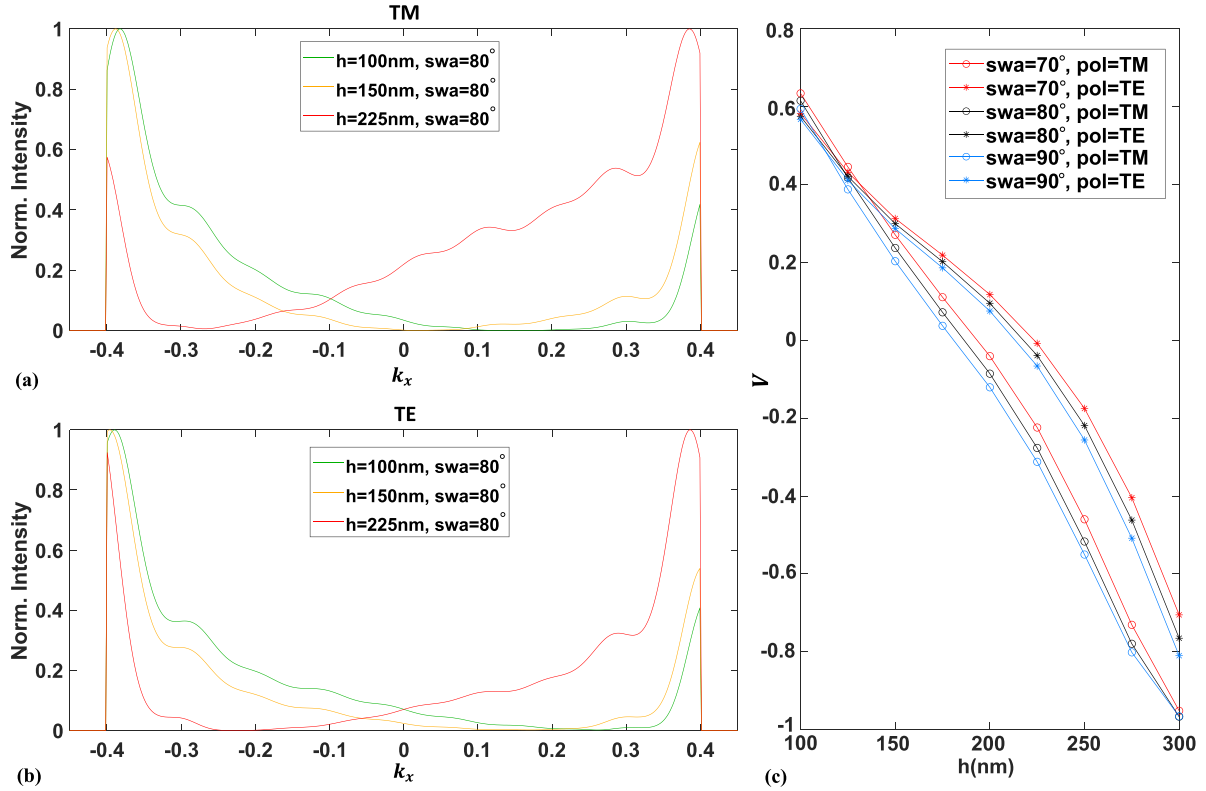 TM
1
0.8
0.6
0.4
0.2
0
Norm. Intensity
h=100nm, swa=80°
h=150nm, swa=80°
h=225nm, swa=80°
-0.4 -0.3 -0.2 -0.1 0 0.1 0.2 0.3 0.4
kₓ
(a)
TE
1
0.8
0.6
0.4
0.2
0
Norm. Intensity
h=100nm, swa=80°
h=150nm, swa=80°
h=225nm, swa=80°
-0.4 -0.3 -0.2 -0.1 0 0.1 0.2 0.3 0.4
kₓ
(b)
0.8
0.6
0.4
0.2
0
-0.2
-0.4
-0.6
-0.8
-1
V
swa=70°, pol=TM
swa=70°, pol=TE
swa=80°, pol=TM
swa=80°, pol=TE
swa=90°, pol=TM
swa=90°, pol=TE
100 150 200 250 300
h(nm)
(c)